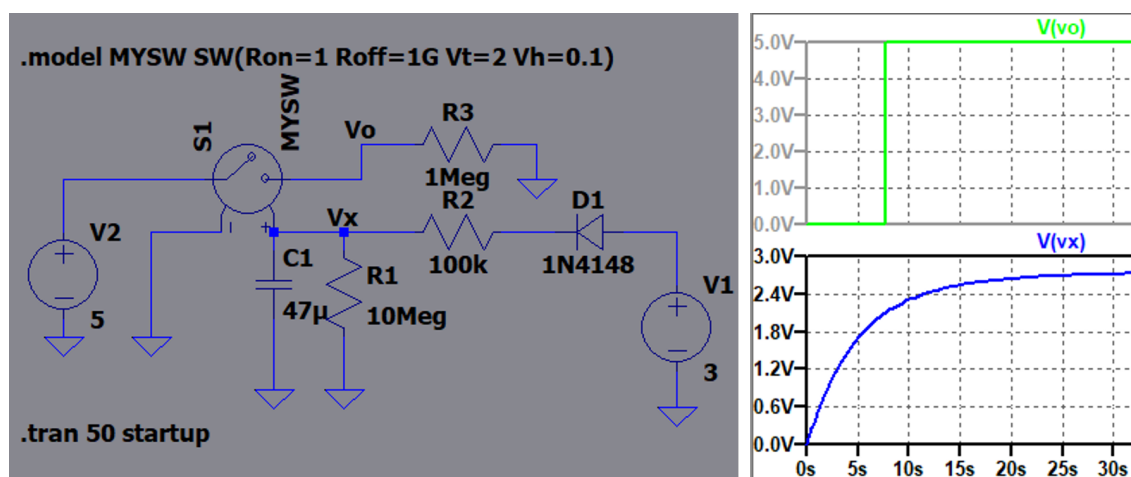 .model MYSW SW(Ron=1 Roff=1G Vt=2 Vh=0.1)
S1
MYSW
Vo
R3
1Meg
V2
5
Vx
R2
100k
D1
1N4148
C1
47µ
R1
10Meg
V1
3
.tran 50 startup
V(vo)
5.0V
4.0V
3.0V
2.0V
1.0V
0.0V
V(vx)
3.0V
2.4V
1.8V
1.2V
0.6V
0.0V
0s 5s 10s 15s 20s 25s 30s